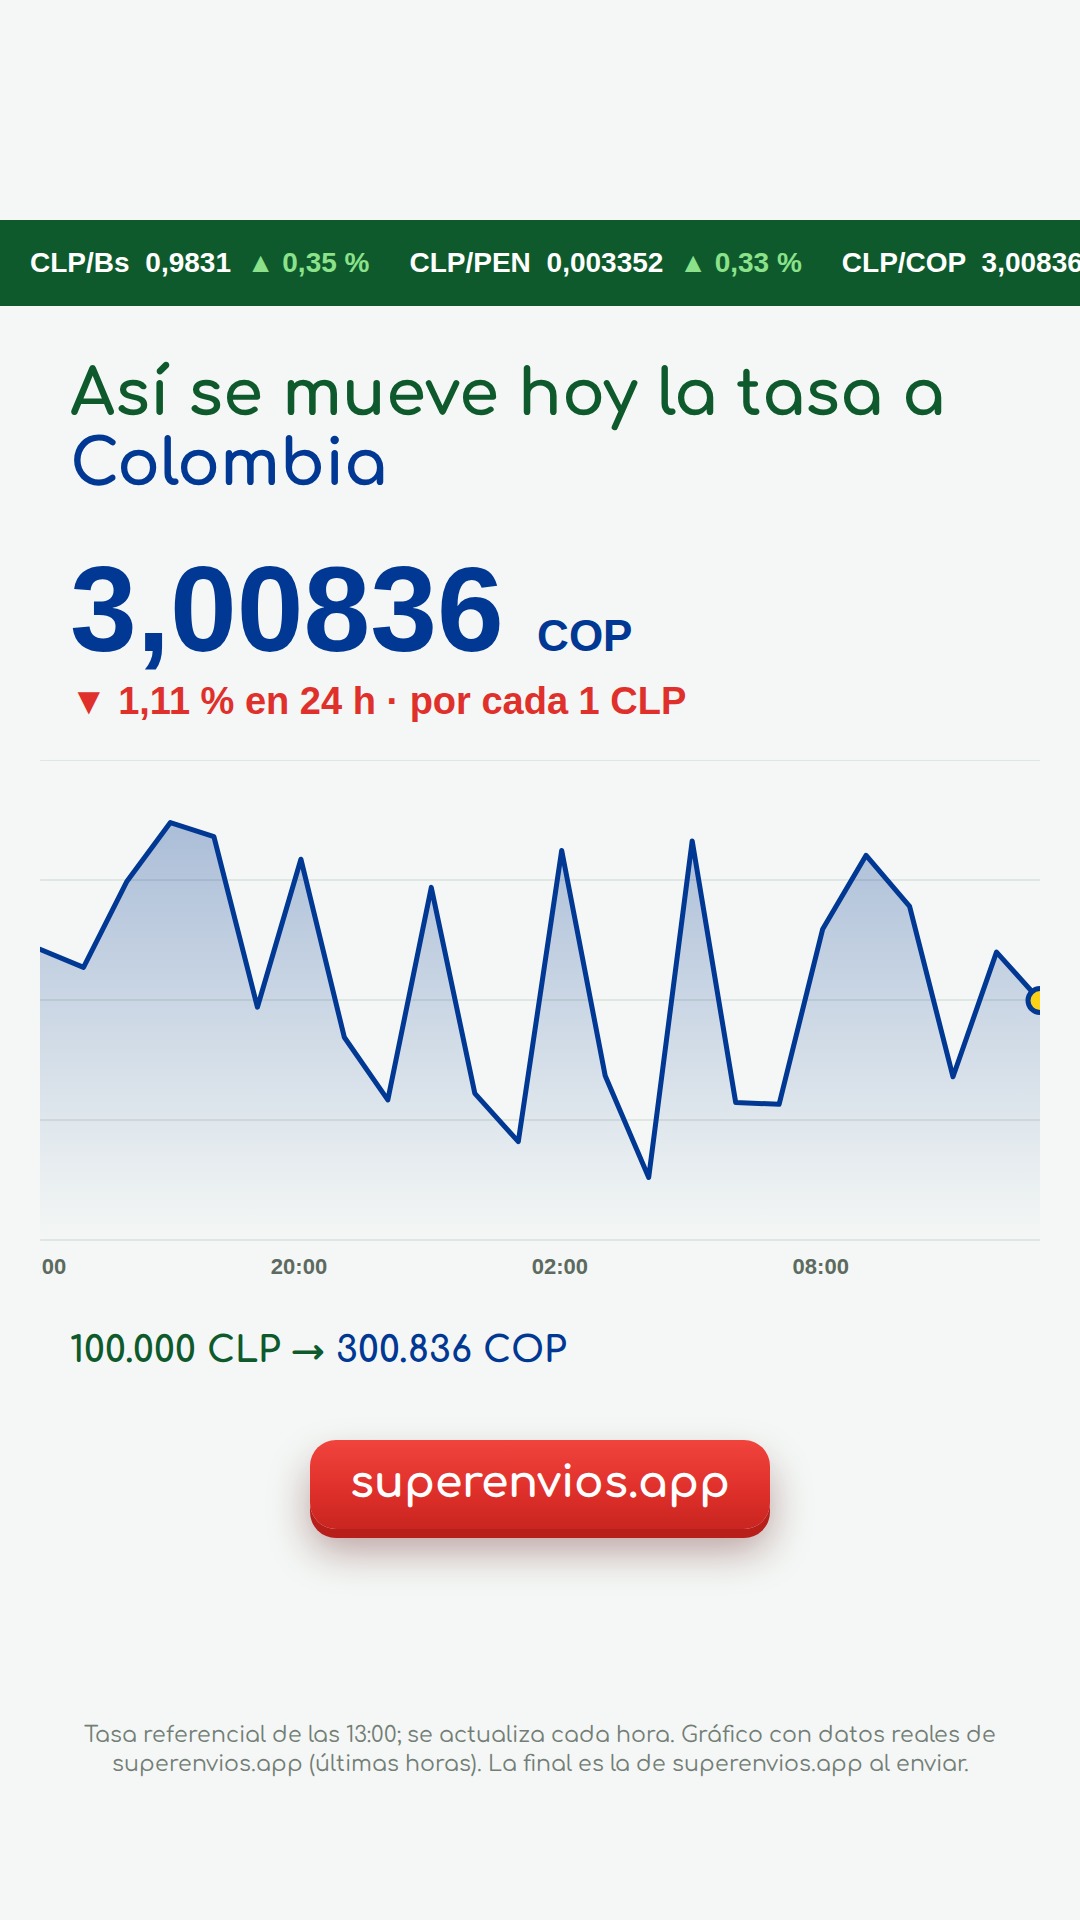 CLP/Bs 0,9831 ▲ 0,35 % CLP/PEN 0,003352 ▲ 0,33 % CLP/COP 3,00836
Así se mueve hoy la tasa a
Colombia
3,00836 COP
▼ 1,11 % en 24 h · por cada 1 CLP
00 20:00 02:00 08:00
100.000 CLP → 300.836 COP
superenvios.app
Tasa referencial de las 13:00; se actualiza cada hora. Gráfico con datos reales de
superenvios.app (últimas horas). La final es la de superenvios.app al enviar.